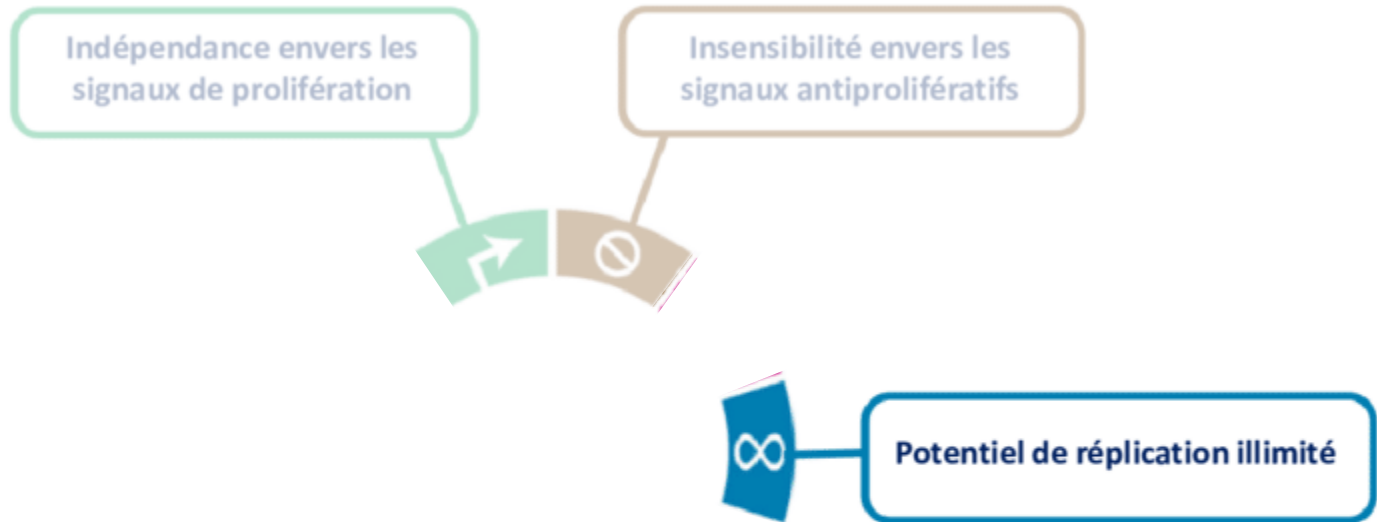 Indépendance envers les
signaux de prolifération
Insensibilité envers les
signaux antiprolifératifs
Potentiel de réplication illimité